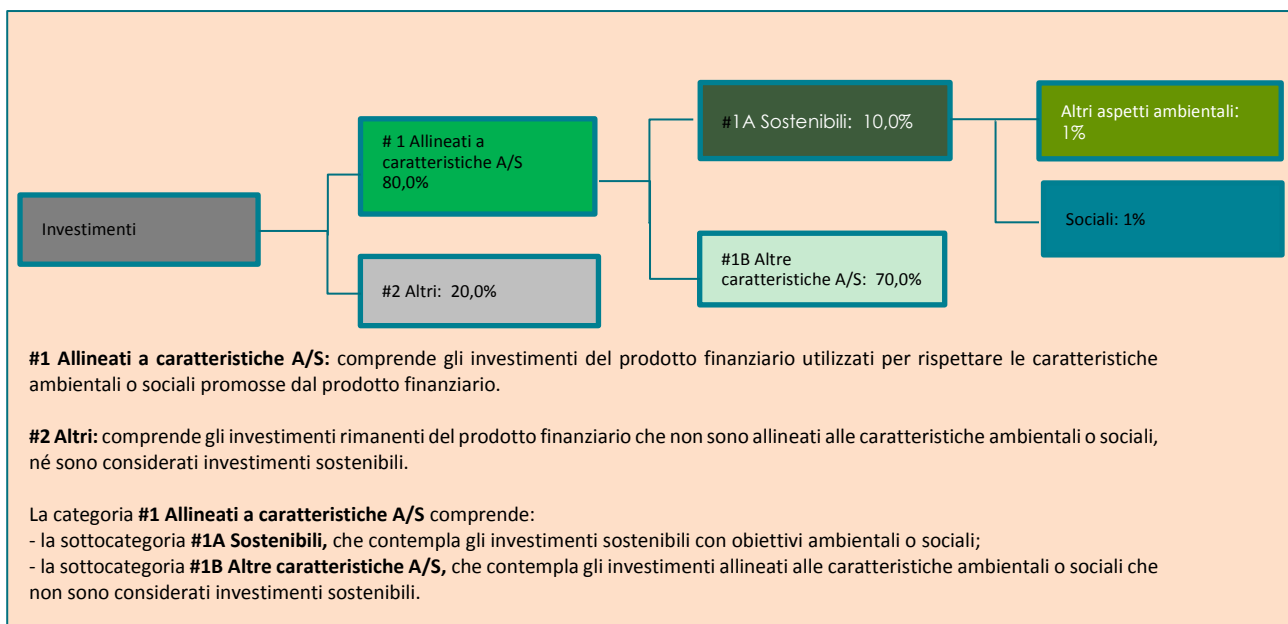 Investimenti
# 1 Allineati a
caratteristiche A/S
80,0%
#2 Altri: 20,0%
#1A Sostenibili: 10,0%
#1B Altre
caratteristiche A/S: 70,0%
Altri aspetti ambientali:
1%
Sociali: 1%
#1 Allineati a caratteristiche A/S: comprende gli investimenti del prodotto finanziario utilizzati per rispettare le caratteristiche
ambientali o sociali promosse dal prodotto finanziario.
#2 Altri: comprende gli investimenti rimanenti del prodotto finanziario che non sono allineati alle caratteristiche ambientali o sociali,
né sono considerati investimenti sostenibili.
La categoria #1 Allineati a caratteristiche A/S comprende:
- la sottocategoria #1A Sostenibili, che contempla gli investimenti sostenibili con obiettivi ambientali o sociali;
- la sottocategoria #1B Altre caratteristiche A/S, che contempla gli investimenti allineati alle caratteristiche ambientali o sociali che
non sono considerati investimenti sostenibili.